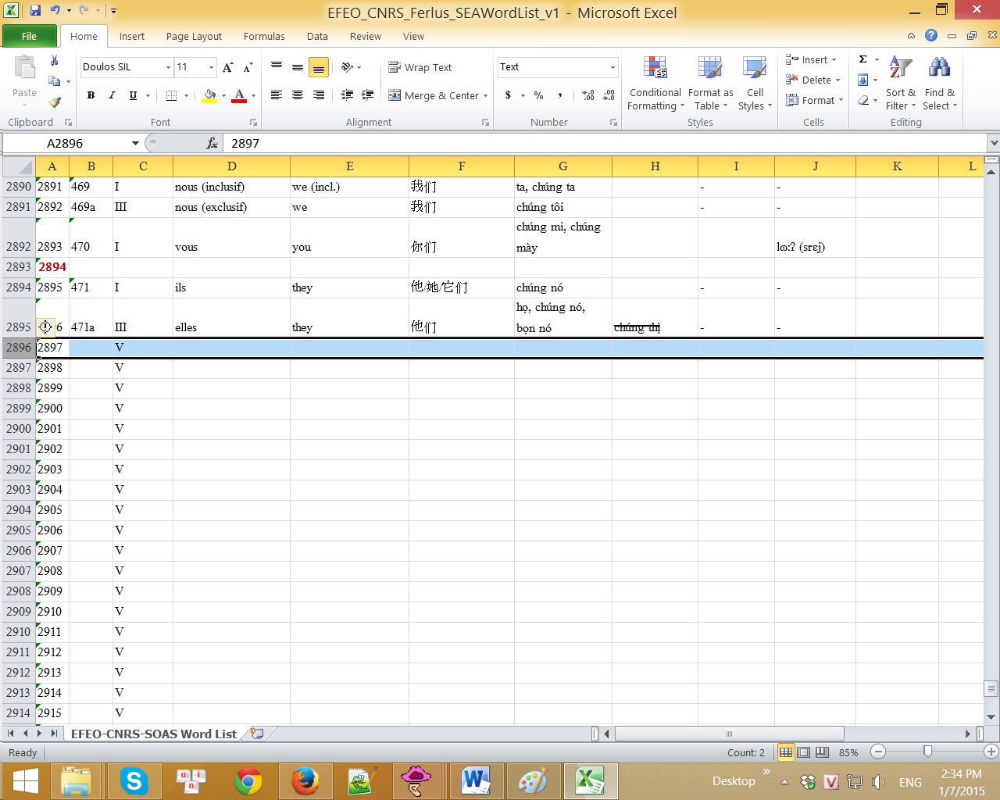 EFEO_CNRS_Ferlus_SEAWordList_v1 - Microsoft Excel
File Home Insert Page Layout Formulas Data Review View
Paste
Clipboard
Doulos SIL 11
B I U
Font
Wrap Text
Merge & Center
Alignment
Text
$ % ,
Number
Conditional Formatting
Format as Table
Cell Styles
Styles
Insert
Delete
Format
Cells
Sort & Filter
Find & Select
Editing
A2896 fx 2897
A B C D E F G H I J K L
2890 2891 469 I nous (inclusif) we (incl.) 我们 ta, chúng ta - -
2891 2892 469a III nous (exclusif) we 我们 chúng tôi - -
chúng mi, chúng
2892 2893 470 I vous you 你们 mày lɷːʔ (srɛj)
2893 2894
2894 2895 471 I ils they 他/她/它们 chúng nó - -
họ, chúng nó,
2895 6 471a III elles they 他们 bọn nó chúng thị - -
2896 2897 V
2897 2898 V
2898 2899 V
2899 2900 V
2900 2901 V
2901 2902 V
2902 2903 V
2903 2904 V
2904 2905 V
2905 2906 V
2906 2907 V
2907 2908 V
2908 2909 V
2909 2910 V
2910 2911 V
2911 2912 V
2912 2913 V
2913 2914 V
2914 2915 V
EFEO-CNRS-SOAS Word List
Ready Count: 2 85%
Desktop ENG
2:34 PM
1/7/2015